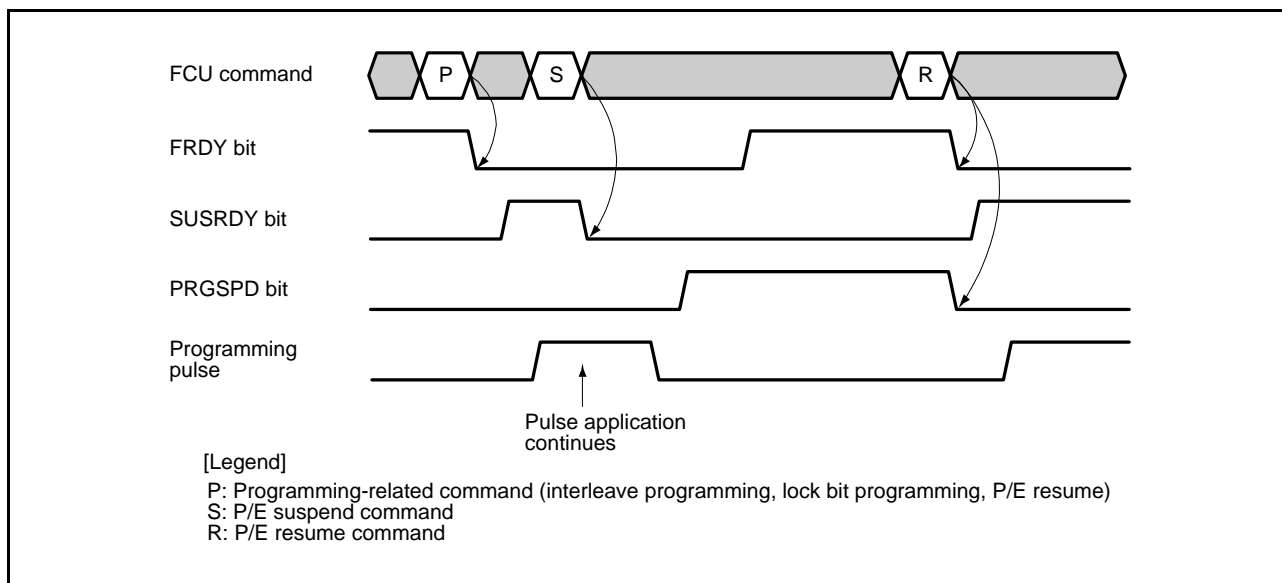 FCU command
P
S
R
FRDY bit
SUSRDY bit
PRGSPD bit
Programming
pulse
Pulse application
continues
[Legend]
P: Programming-related command (interleave programming, lock bit programming, P/E resume)
S: P/E suspend command
R: P/E resume command